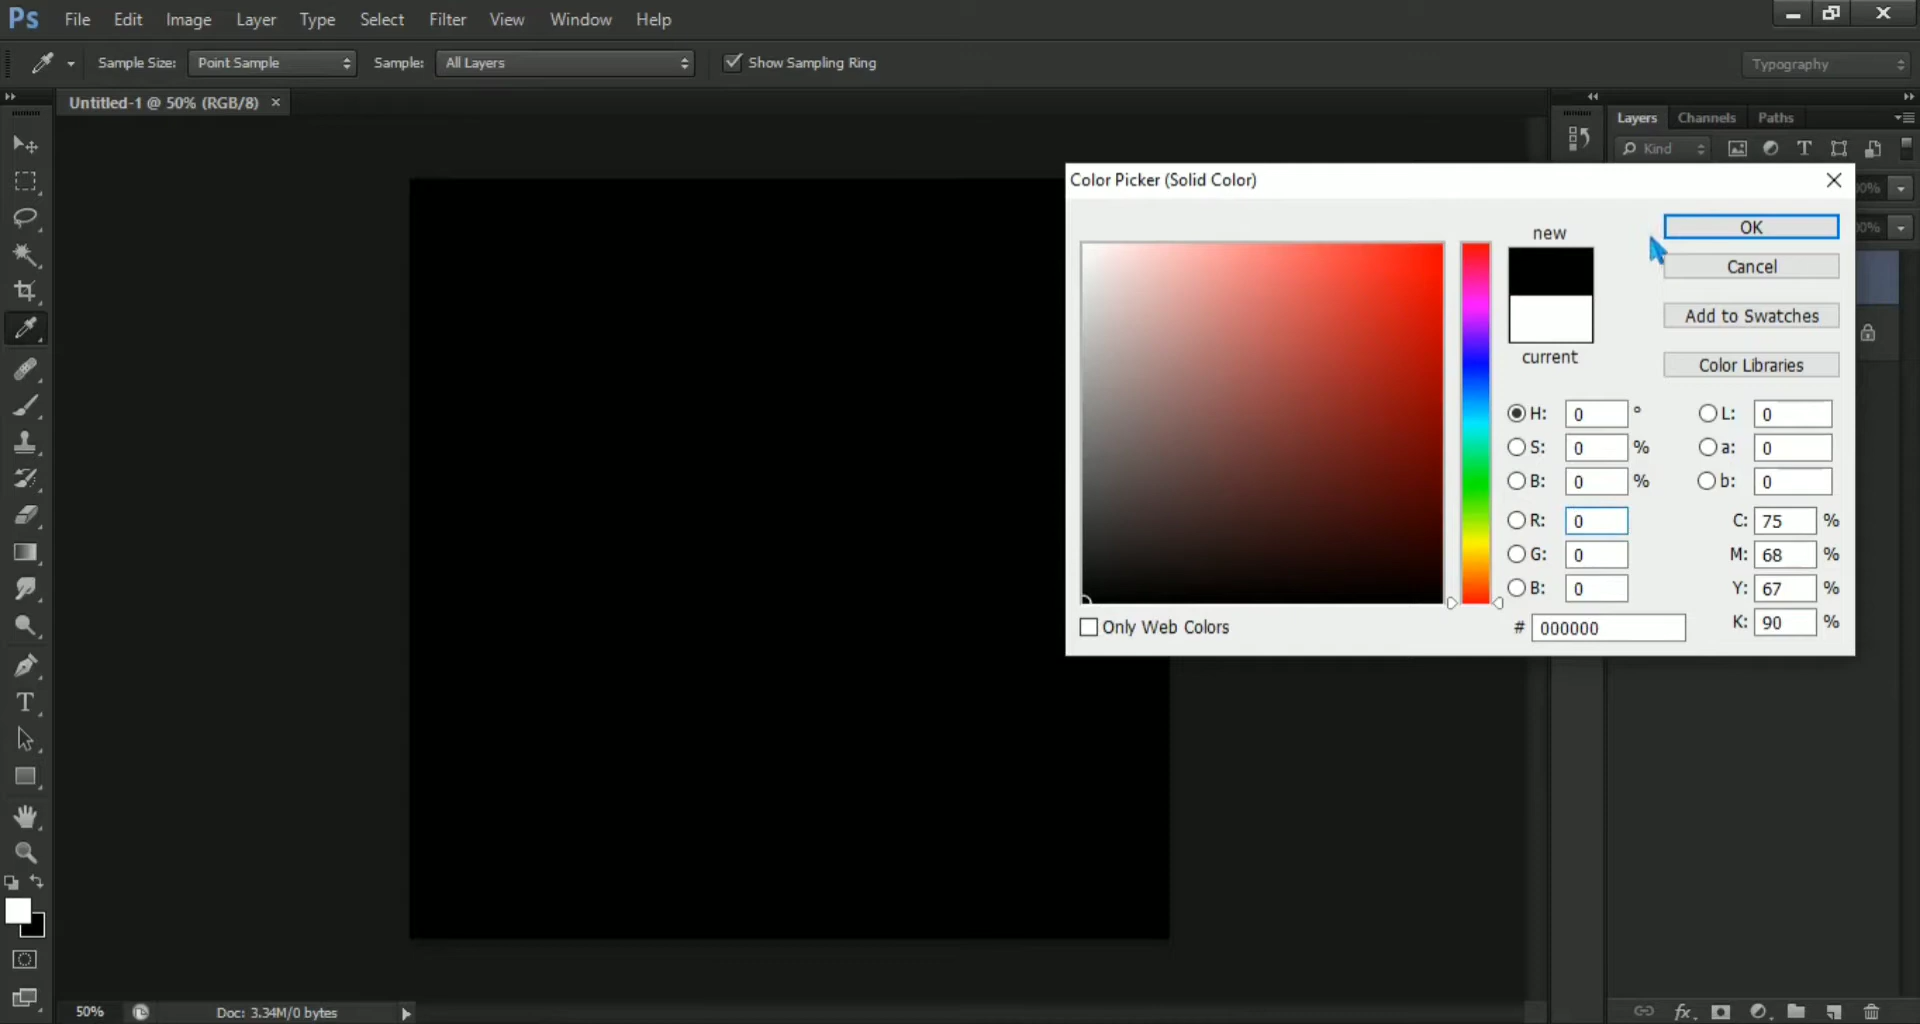 Ps File Edit Image Layer Type Select Filter View Window Help
Sample Size: Point Sample Sample: All Layers Show Sampling Ring Typography
Untitled-1 @ 50% (RGB/8) ×
Layers Channels Paths
Kind
Color Picker (Solid Color)
new
OK
Cancel
Add to Swatches
current
Color Libraries
H: 0 °
L: 0
S: 0 %
a: 0
B: 0 %
b: 0
R: 0
C: 75 %
G: 0
M: 68 %
B: 0
Y: 67 %
# 000000
K: 90 %
Only Web Colors
T
fx
50% Doc: 3.34M/0 bytes